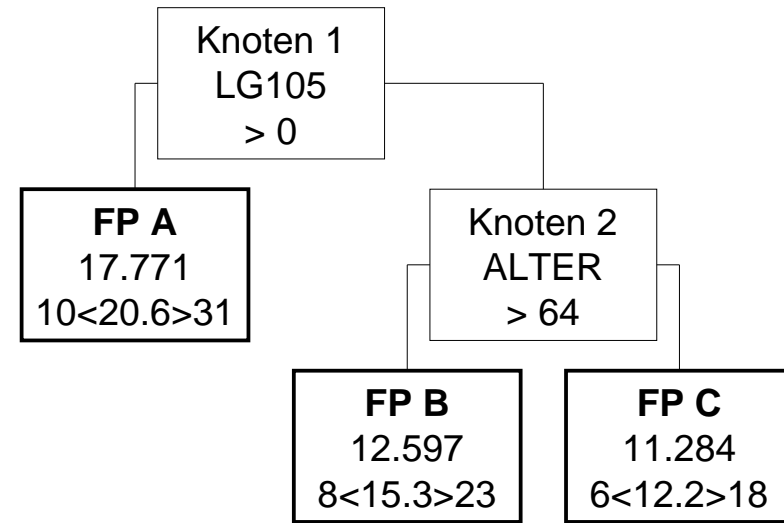 Knoten 1
LG105
> 0
FP A
17.771
10<20.6>31
Knoten 2
ALTER
> 64
FP B
12.597
8<15.3>23
FP C
11.284
6<12.2>18